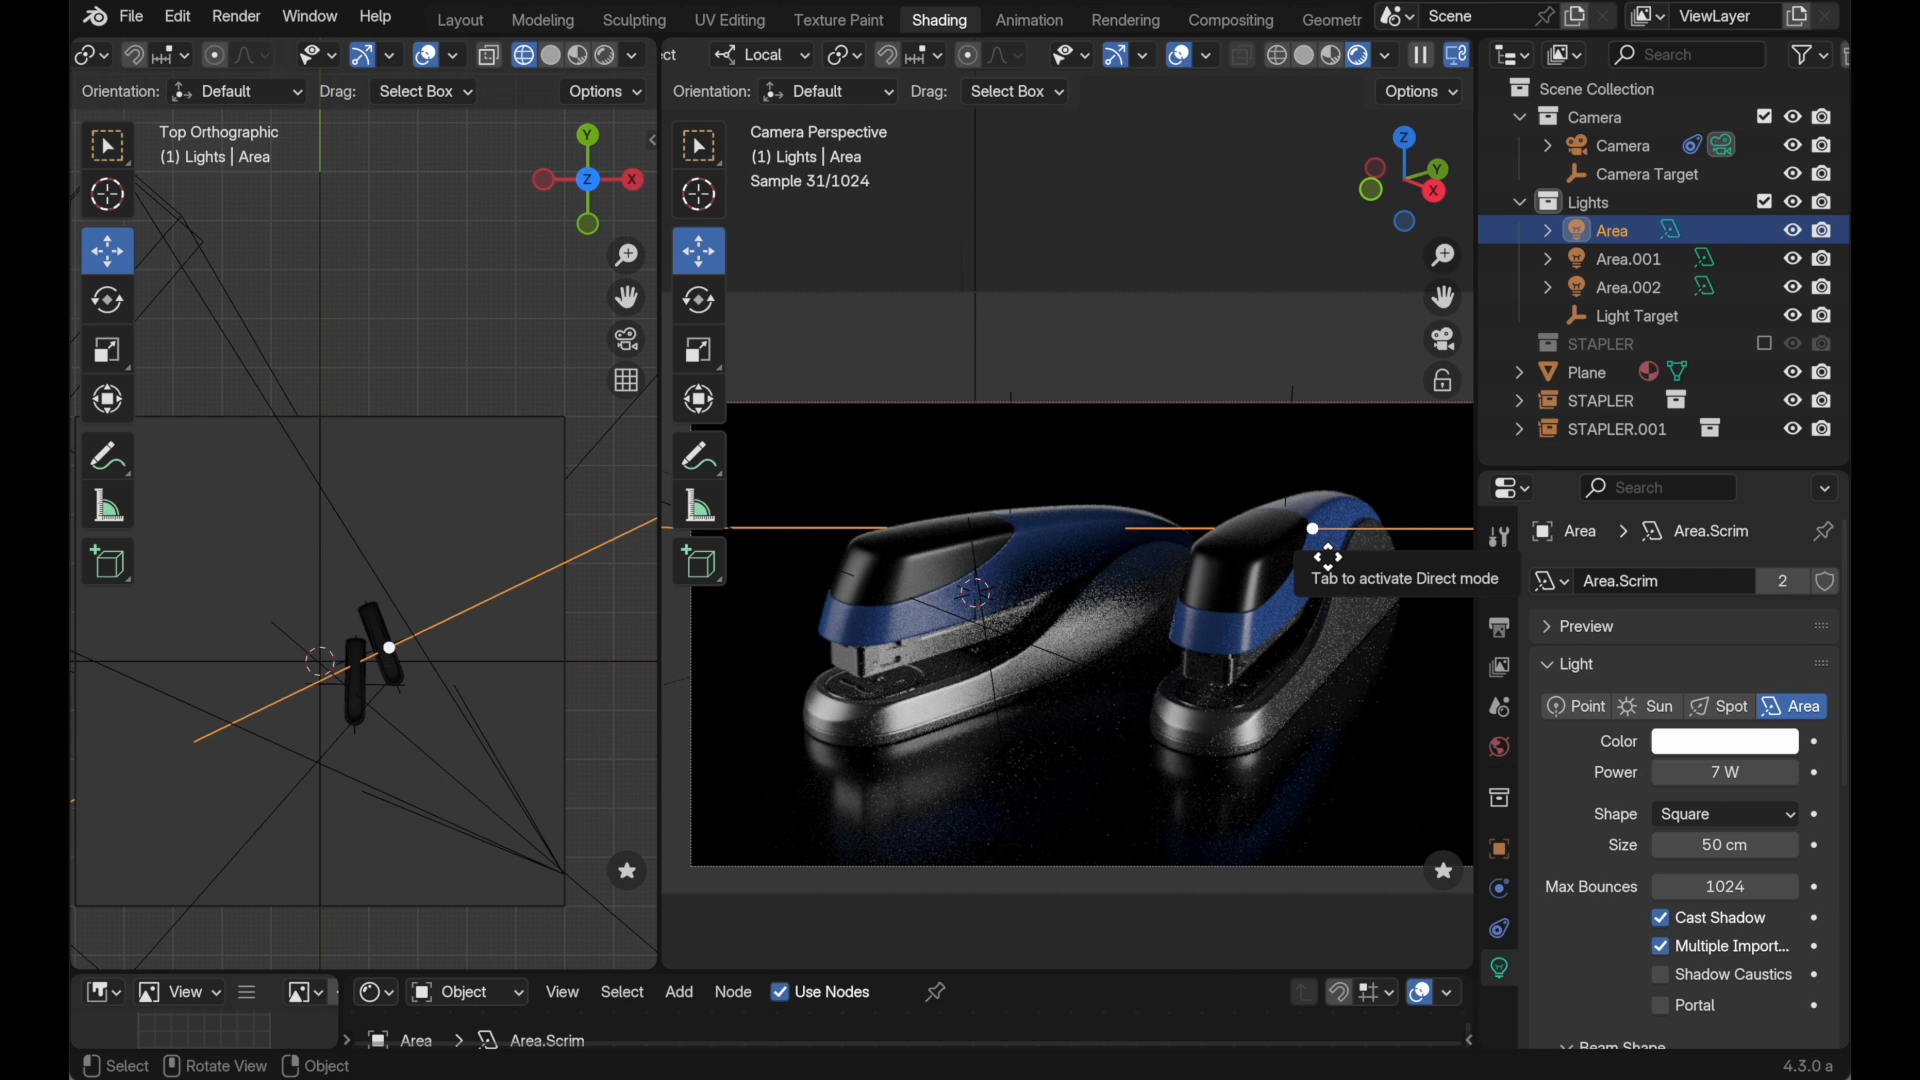 File Edit Render Window Help Layout Modeling Sculpting UV Editing Texture Paint Shading Animation Rendering Compositing Geometr Scene ViewLayer
ct Local Search
Orientation: Default Drag: Select Box Options
Orientation: Default Drag: Select Box Options
Top Orthographic
(1) Lights | Area
Y
Z
X
Camera Perspective
(1) Lights | Area
Sample 31/1024
Z
Y
X
Tab to activate Direct mode
Scene Collection
Camera
Camera
Camera Target
Lights
Area
Area.001
Area.002
Light Target
STAPLER
Plane
STAPLER
STAPLER.001
Search
Area Area.Scrim
Area.Scrim 2
Preview
Light
Point Sun Spot Area
Color
Power 7 W
Shape Square
Size 50 cm
Max Bounces 1024
Cast Shadow
Multiple Import...
Shadow Caustics
Portal
Beam Shape
View Object View Select Add Node Use Nodes
Area Area.Scrim
Select Rotate View Object 4.3.0 a